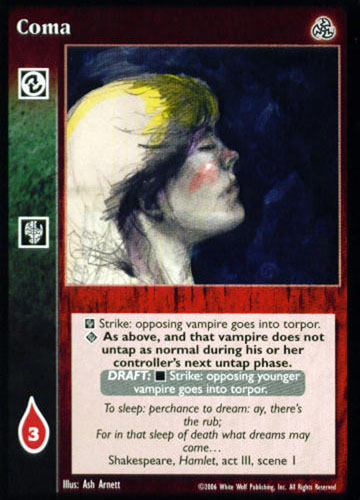 Coma
Strike: opposing vampire goes into torpor.
As above, and that vampire does not
untap as normal during his or her
controller's next untap phase.
DRAFT: Strike: opposing younger
vampire goes into torpor.
To sleep: perchance to dream: ay, there's
the rub;
For in that sleep of death what dreams may
come…
Shakespeare, Hamlet, act III, scene 1
3
Illus: Ash Arnett
©2006 White Wolf Publishing, Inc. All Rights Reserved